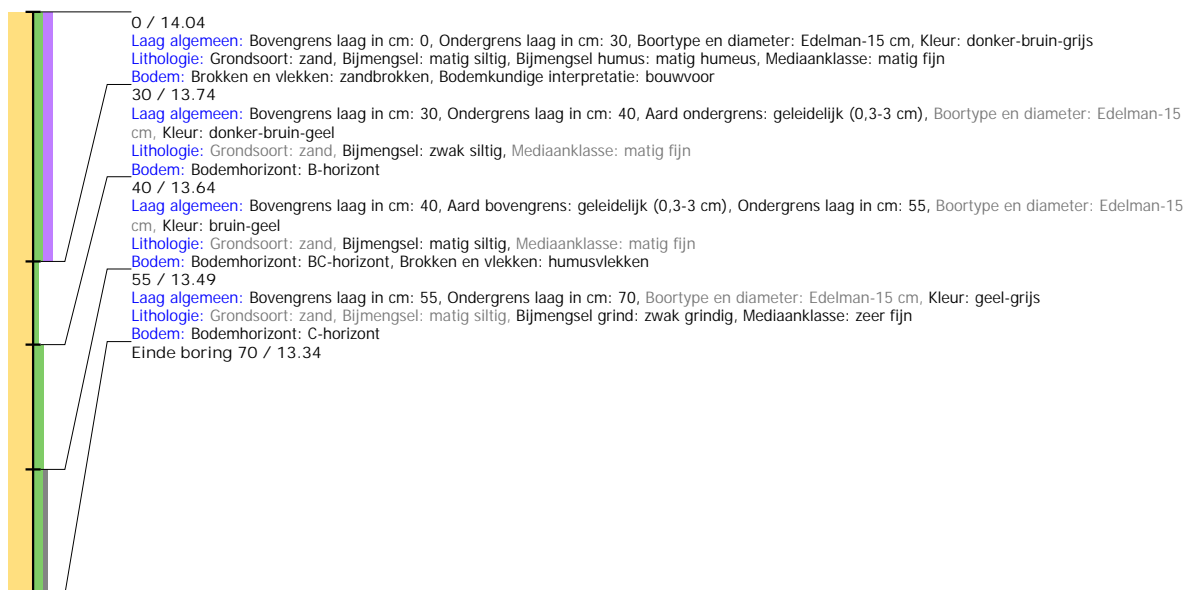 0 / 14.04
Laag algemeen: Bovengrens laag in cm: 0, Ondergrens laag in cm: 30, Boortype en diameter: Edelman-15 cm, Kleur: donker-bruin-grijs
Lithologie: Grondsoort: zand, Bijmengsel: matig siltig, Bijmengsel humus: matig humeus, Mediaanklasse: matig fijn
Bodem: Brokken en vlekken: zandbrokken, Bodemkundige interpretatie: bouwvoor
30 / 13.74
Laag algemeen: Bovengrens laag in cm: 30, Ondergrens laag in cm: 40, Aard ondergrens: geleidelijk (0,3-3 cm), Boortype en diameter: Edelman-15
cm, Kleur: donker-bruin-geel
Lithologie: Grondsoort: zand, Bijmengsel: zwak siltig, Mediaanklasse: matig fijn
Bodem: Bodemhorizont: B-horizont
40 / 13.64
Laag algemeen: Bovengrens laag in cm: 40, Aard bovengrens: geleidelijk (0,3-3 cm), Ondergrens laag in cm: 55, Boortype en diameter: Edelman-15
cm, Kleur: bruin-geel
Lithologie: Grondsoort: zand, Bijmengsel: matig siltig, Mediaanklasse: matig fijn
Bodem: Bodemhorizont: BC-horizont, Brokken en vlekken: humusvlekken
55 / 13.49
Laag algemeen: Bovengrens laag in cm: 55, Ondergrens laag in cm: 70, Boortype en diameter: Edelman-15 cm, Kleur: geel-grijs
Lithologie: Grondsoort: zand, Bijmengsel: matig siltig, Bijmengsel grind: zwak grindig, Mediaanklasse: zeer fijn
Bodem: Bodemhorizont: C-horizont
Einde boring 70 / 13.34